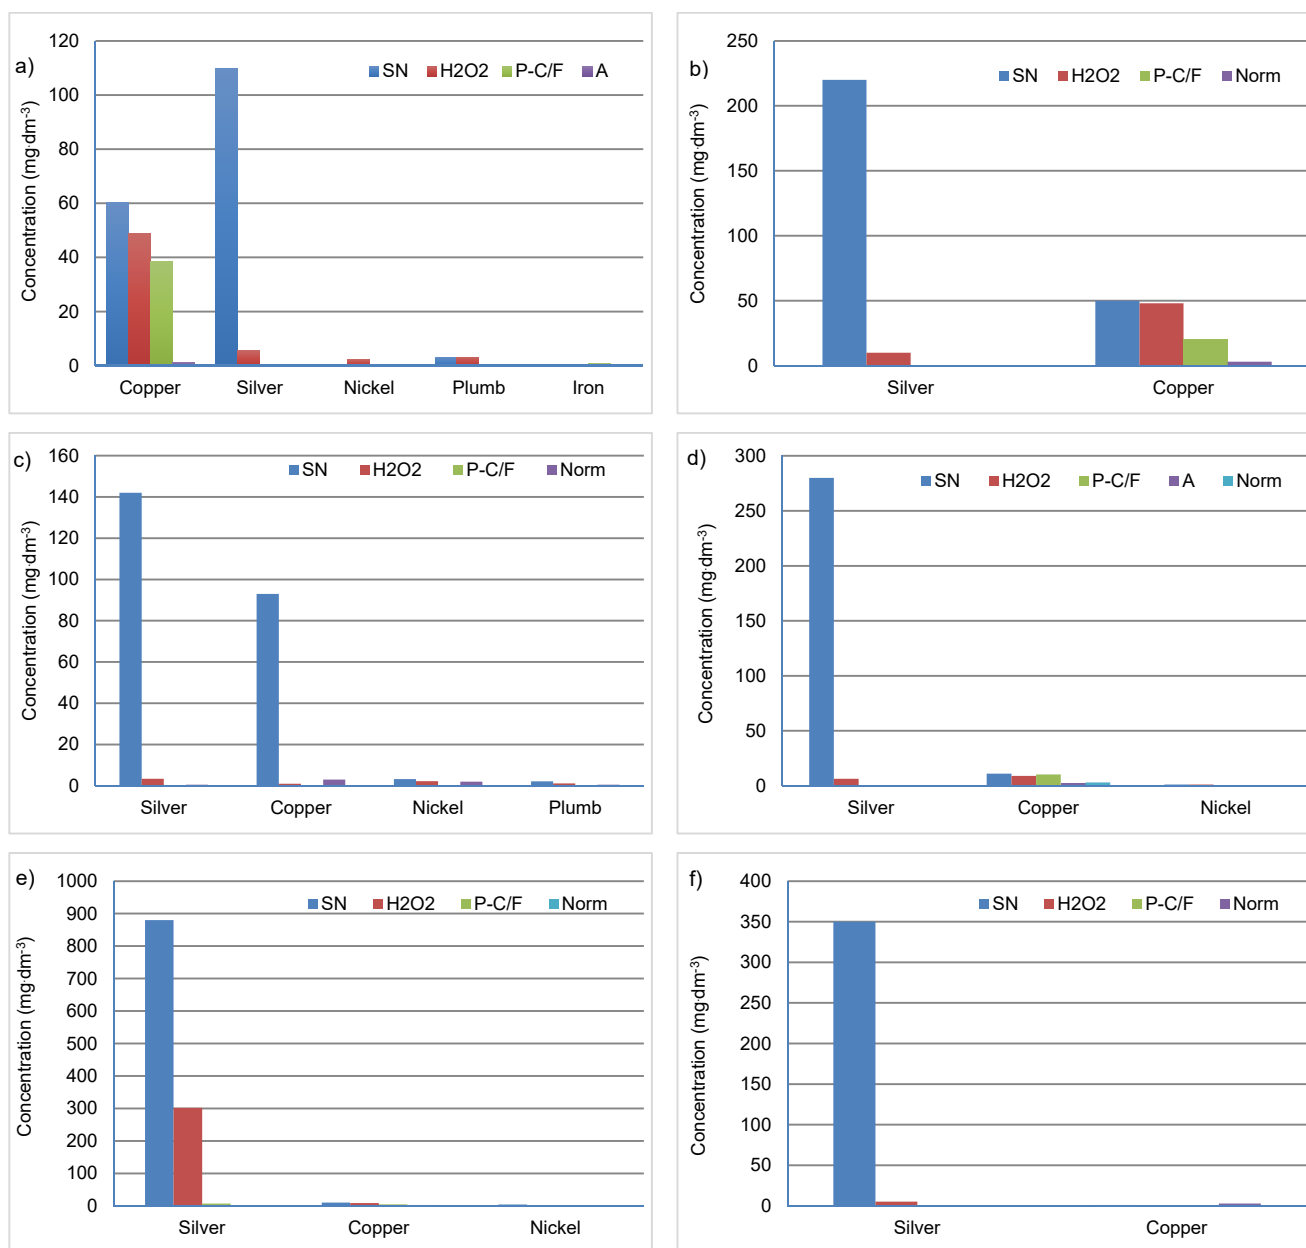 a)
120
100
80
60
40
20
0
Concentration (mg·dm-3)
SN H2O2 P-C/F A
Copper Silver Nickel Plumb Iron
b)
250
200
150
100
50
0
Concentration (mg·dm-3)
SN H2O2 P-C/F Norm
Silver Copper
c)
160
140
120
100
80
60
40
20
0
Concentration (mg·dm-3)
SN H2O2 P-C/F Norm
Silver Copper Nickel Plumb
d)
300
250
200
150
100
50
0
Concentration (mg·dm-3)
SN H2O2 P-C/F A Norm
Silver Copper Nickel
e)
1000
900
800
700
600
500
400
300
200
100
0
Concentration (mg·dm-3)
SN H2O2 P-C/F Norm
Silver Copper Nickel
f)
400
350
300
250
200
150
100
50
0
Concentration (mg·dm-3)
SN H2O2 P-C/F Norm
Silver Copper